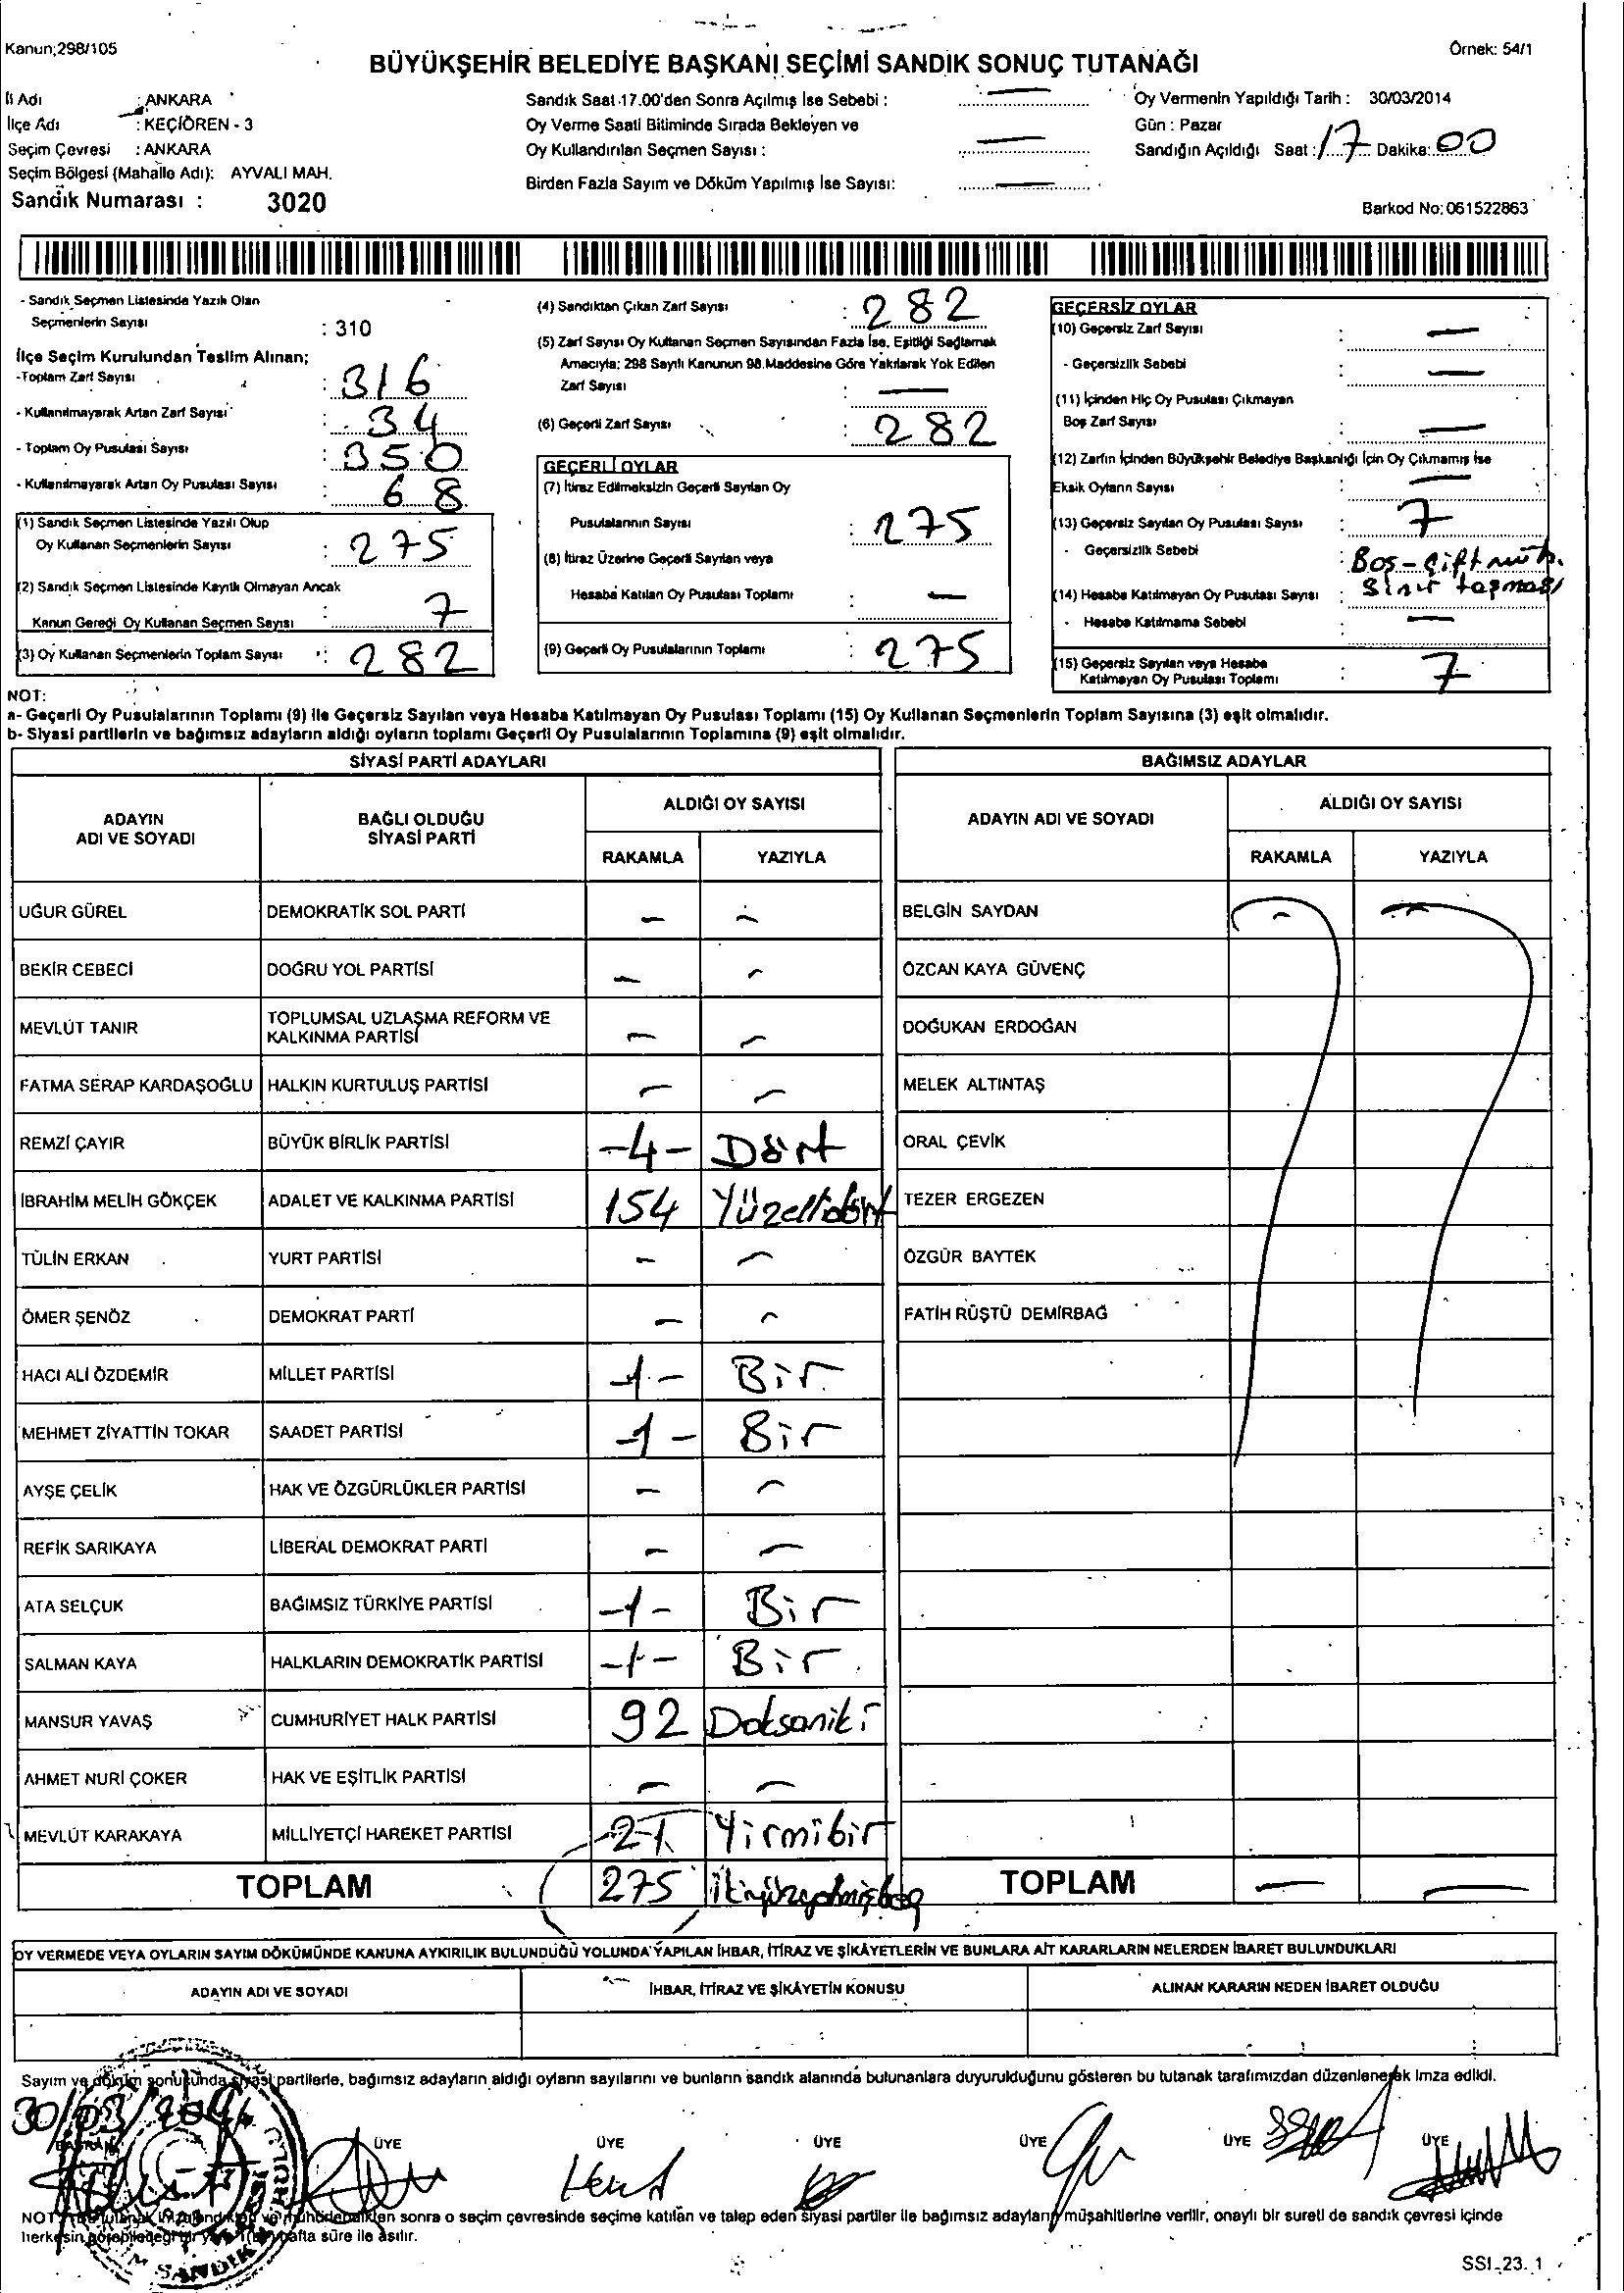 Kanun;298/105
Örnek: 54/1
BÜYÜKŞEHİR BELEDİYE BAŞKANI SEÇİMİ SANDIK SONUÇ TUTANAĞI
İli Adı : ANKARA
İlçe Adı : KEÇİÖREN - 3
Seçim Çevresi : ANKARA
Seçim Bölgesi (Mahalle Adı): AYVALI MAH.
Sandık Numarası : 3020
Sandık Saat 17.00'den Sonra Açılmış İse Sebebi : —
Oy Verme Saati Bitiminde Sırada Bekleyen ve
Oy Kullandırılan Seçmen Sayısı : —
Birden Fazla Sayım ve Döküm Yapılmış İse Sayısı: —
Oy Vermenin Yapıldığı Tarih : 30/03/2014
Gün : Pazar
Sandığın Açıldığı Saat : 17 Dakika: 00
Barkod No: 061522863
- Sandık Seçmen Listesinde Yazılı Olan
Seçmenlerin Sayısı : 310
İlçe Seçim Kurulundan Teslim Alınan;
-Toplam Zarf Sayısı : 316
- Kullanılmayarak Artan Zarf Sayısı : 34
- Toplam Oy Pusulası Sayısı : 350
- Kullanılmayarak Artan Oy Pusulası Sayısı : 68
(1) Sandık Seçmen Listesinde Yazılı Olup
Oy Kullanan Seçmenlerin Sayısı : 275
(2) Sandık Seçmen Listesinde Kayıtlı Olmayan Ancak
Kanun Gereği Oy Kullanan Seçmen Sayısı : 7
(3) Oy Kullanan Seçmenlerin Toplam Sayısı : 282
(4) Sandıktan Çıkan Zarf Sayısı : 282
(5) Zarf Sayısı Oy Kullanan Seçmen Sayısından Fazla İse, Eşitliği Sağlamak
Amacıyla; 298 Sayılı Kanunun 98.Maddesine Göre Yakılarak Yok Edilen
Zarf Sayısı : —
(6) Geçerli Zarf Sayısı : 282
GEÇERLİ OYLAR
(7) İtiraz Edilmeksizin Geçerli Sayılan Oy
Pusulalarının Sayısı : 275
(8) İtiraz Üzerine Geçerli Sayılan veya
Hesaba Katılan Oy Pusulası Toplamı : —
(9) Geçerli Oy Pusulalarının Toplamı : 275
GEÇERSİZ OYLAR
(10) Geçersiz Zarf Sayısı : —
- Geçersizlik Sebebi : —
(11) İçinden Hiç Oy Pusulası Çıkmayan
Boş Zarf Sayısı : —
(12) Zarfın İçinden Büyükşehir Belediye Başkanlığı İçin Oy Çıkmamış İse
Eksik Oyların Sayısı : —
(13) Geçersiz Sayılan Oy Pusulası Sayısı : 7
- Geçersizlik Sebebi : Boş-çift müh.
Sınır taşması
(14) Hesaba Katılmayan Oy Pusulası Sayısı :
- Hesaba Katılmama Sebebi : —
(15) Geçersiz Sayılan veya Hesaba
Katılmayan Oy Pusulası Toplamı : 7
NOT:
a- Geçerli Oy Pusulalarının Toplamı (9) ile Geçersiz Sayılan veya Hesaba Katılmayan Oy Pusulası Toplamı (15) Oy Kullanan Seçmenlerin Toplam Sayısına (3) eşit olmalıdır.
b- Siyasi partilerin ve bağımsız adayların aldığı oyların toplamı Geçerli Oy Pusulalarının Toplamına (9) eşit olmalıdır.
SİYASİ PARTİ ADAYLARI
ADAYIN ADI VE SOYADI
BAĞLI OLDUĞU SİYASİ PARTİ
ALDIĞI OY SAYISI
RAKAMLA YAZIYLA
UĞUR GÜREL DEMOKRATİK SOL PARTİ – –
BEKİR CEBECİ DOĞRU YOL PARTİSİ – –
MEVLÜT TANIR TOPLUMSAL UZLAŞMA REFORM VE KALKINMA PARTİSİ – –
FATMA SERAP KARDAŞOĞLU HALKIN KURTULUŞ PARTİSİ – –
REMZİ ÇAYIR BÜYÜK BİRLİK PARTİSİ -4- Dört
İBRAHİM MELİH GÖKÇEK ADALET VE KALKINMA PARTİSİ 154 Yüzellidört
TÜLİN ERKAN YURT PARTİSİ – –
ÖMER ŞENÖZ DEMOKRAT PARTİ – –
HACI ALİ ÖZDEMİR MİLLET PARTİSİ -1- Bir
MEHMET ZİYATTİN TOKAR SAADET PARTİSİ -1- Bir
AYŞE ÇELİK HAK VE ÖZGÜRLÜKLER PARTİSİ – –
REFİK SARIKAYA LİBERAL DEMOKRAT PARTİ – –
ATA SELÇUK BAĞIMSIZ TÜRKİYE PARTİSİ -1- Bir
SALMAN KAYA HALKLARIN DEMOKRATİK PARTİSİ -1- Bir
MANSUR YAVAŞ CUMHURİYET HALK PARTİSİ 92 Doksaniki
AHMET NURİ ÇOKER HAK VE EŞİTLİK PARTİSİ – –
MEVLÜT KARAKAYA MİLLİYETÇİ HAREKET PARTİSİ -21 Yirmibir
TOPLAM 275 ikiyüzyetmişbeş
BAĞIMSIZ ADAYLAR
ADAYIN ADI VE SOYADI
ALDIĞI OY SAYISI
RAKAMLA YAZIYLA
BELGİN SAYDAN – –
ÖZCAN KAYA GÜVENÇ
DOĞUKAN ERDOĞAN
MELEK ALTINTAŞ
ORAL ÇEVİK
TEZER ERGEZEN
ÖZGÜR BAYTEK
FATİH RÜŞTÜ DEMİRBAĞ
TOPLAM — —
OY VERMEDE VEYA OYLARIN SAYIM DÖKÜMÜNDE KANUNA AYKIRILIK BULUNDUĞU YOLUNDA YAPILAN İHBAR, İTİRAZ VE ŞİKÂYETLERİN VE BUNLARA AİT KARARLARIN NELERDEN İBARET BULUNDUKLARI
ADAYIN ADI VE SOYADI İHBAR, İTİRAZ VE ŞİKÂYETİN KONUSU ALINAN KARARIN NEDEN İBARET OLDUĞU
Sayım ve döküm sonucunda siyasi partilerle, bağımsız adayların aldığı oyların sayılarını ve bunların sandık alanında bulunanlara duyurulduğunu gösteren bu tutanak tarafımızdan düzenlenerek imza edildi.
30/03/2014
BAŞKAN ÜYE ÜYE ÜYE ÜYE ÜYE ÜYE
NOT: sonra o seçim çevresinde seçime katılan ve talep eden siyasi partiler ile bağımsız adayların müşahitlerine verilir, onaylı bir sureti de sandık çevresi içinde
herkesin hafta süre ile asılır.
SANDIK
SSI_23. 1